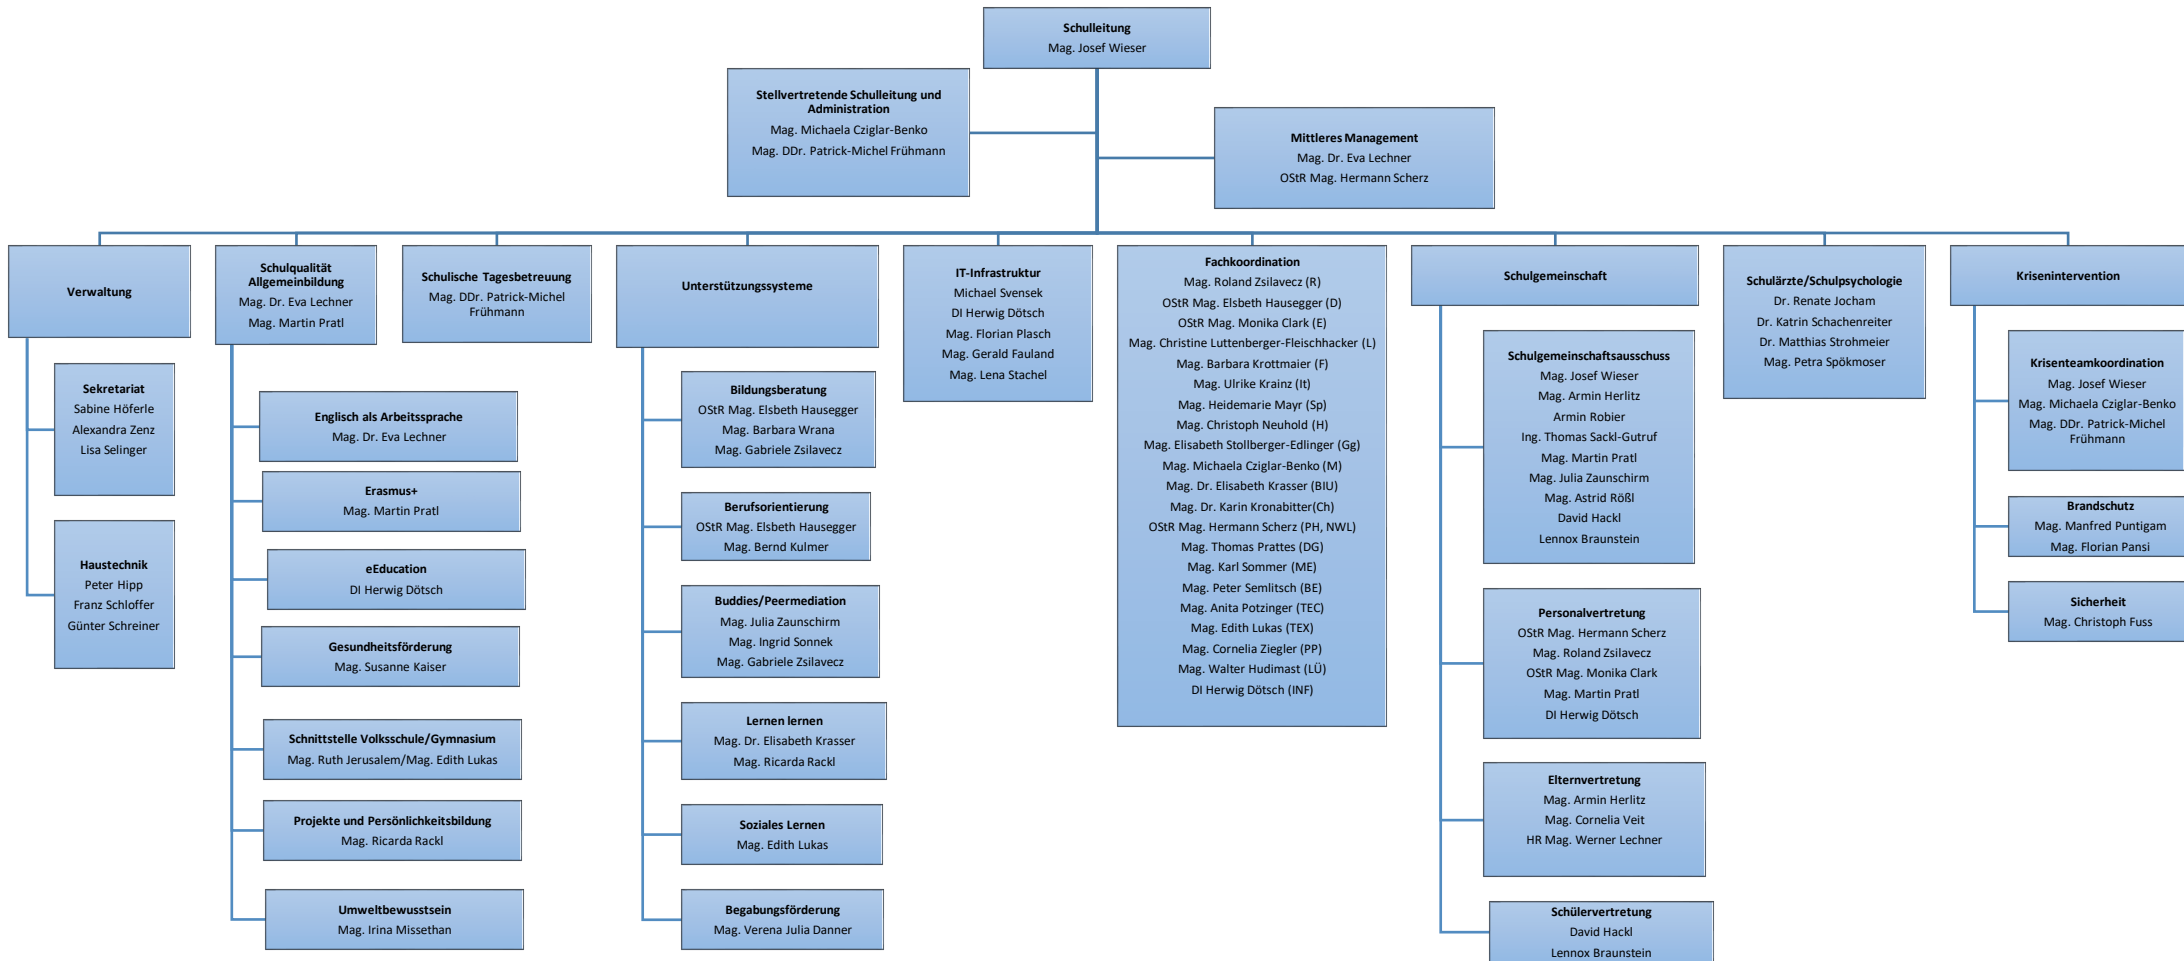 Schulleitung
Mag. Josef Wieser
Stellvertretende Schulleitung und
Administration
Mag. Michaela Cziglar-Benko
Mag. DDr. Patrick-Michel Frühmann
Mittleres Management
Mag. Dr. Eva Lechner
OStR Mag. Hermann Scherz
Verwaltung
Sekretariat
Sabine Höferle
Alexandra Zenz
Lisa Selinger
Haustechnik
Peter Hipp
Franz Schloffer
Günter Schreiner
Schulqualität
Allgemeinbildung
Mag. Dr. Eva Lechner
Mag. Martin Pratl
Englisch als Arbeitssprache
Mag. Dr. Eva Lechner
Erasmus+
Mag. Martin Pratl
eEducation
DI Herwig Dötsch
Gesundheitsförderung
Mag. Susanne Kaiser
Schnittstelle Volksschule/Gymnasium
Mag. Ruth Jerusalem/Mag. Edith Lukas
Projekte und Persönlichkeitsbildung
Mag. Ricarda Rackl
Umweltbewusstsein
Mag. Irina Missethan
Schulische Tagesbetreuung
Mag. DDr. Patrick-Michel
Frühmann
Unterstützungssysteme
Bildungsberatung
OStR Mag. Elsbeth Hausegger
Mag. Barbara Wrana
Mag. Gabriele Zsilavecz
Berufsorientierung
OStR Mag. Elsbeth Hausegger
Mag. Bernd Kulmer
Buddies/Peermediation
Mag. Julia Zaunschirm
Mag. Ingrid Sonnek
Mag. Gabriele Zsilavecz
Lernen lernen
Mag. Dr. Elisabeth Krasser
Mag. Ricarda Rackl
Soziales Lernen
Mag. Edith Lukas
Begabungsförderung
Mag. Verena Julia Danner
IT-Infrastruktur
Michael Svensek
DI Herwig Dötsch
Mag. Florian Plasch
Mag. Gerald Fauland
Mag. Lena Stachel
Fachkoordination
Mag. Roland Zsilavecz (R)
OStR Mag. Elsbeth Hausegger (D)
OStR Mag. Monika Clark (E)
Mag. Christine Luttenberger-Fleischhacker (L)
Mag. Barbara Krottmaier (F)
Mag. Ulrike Krainz (It)
Mag. Heidemarie Mayr (Sp)
Mag. Christoph Neuhold (H)
Mag. Elisabeth Stollberger-Edlinger (Gg)
Mag. Michaela Cziglar-Benko (M)
Mag. Dr. Elisabeth Krasser (BIU)
Mag. Dr. Karin Kronabitter(Ch)
OStR Mag. Hermann Scherz (PH, NWL)
Mag. Thomas Prattes (DG)
Mag. Karl Sommer (ME)
Mag. Peter Semlitsch (BE)
Mag. Anita Potzinger (TEC)
Mag. Edith Lukas (TEX)
Mag. Cornelia Ziegler (PP)
Mag. Walter Hudimast (LÜ)
DI Herwig Dötsch (INF)
Schulgemeinschaft
Schulgemeinschaftsausschuss
Mag. Josef Wieser
Mag. Armin Herlitz
Armin Robier
Ing. Thomas Sackl-Gutruf
Mag. Martin Pratl
Mag. Julia Zaunschirm
Mag. Astrid Rößl
David Hackl
Lennox Braunstein
Personalvertretung
OStR Mag. Hermann Scherz
Mag. Roland Zsilavecz
OStR Mag. Monika Clark
Mag. Martin Pratl
DI Herwig Dötsch
Elternvertretung
Mag. Armin Herlitz
Mag. Cornelia Veit
HR Mag. Werner Lechner
Schülervertretung
David Hackl
Lennox Braunstein
Schulärzte/Schulpsychologie
Dr. Renate Jocham
Dr. Katrin Schachenreiter
Dr. Matthias Strohmeier
Mag. Petra Spökmoser
Krisenintervention
Krisenteamkoordination
Mag. Josef Wieser
Mag. Michaela Cziglar-Benko
Mag. DDr. Patrick-Michel
Frühmann
Brandschutz
Mag. Manfred Puntigam
Mag. Florian Pansi
Sicherheit
Mag. Christoph Fuss